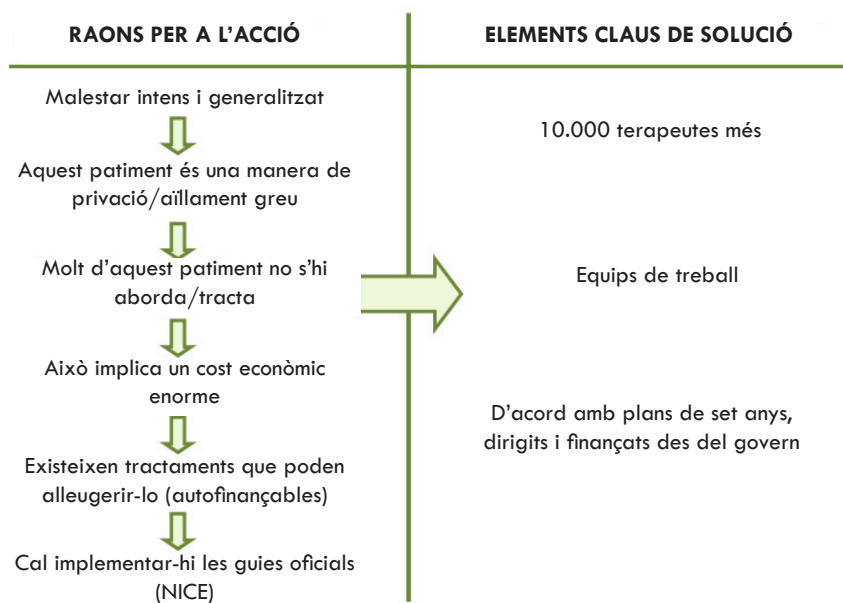 RAONS PER A L'ACCIÓ
Malestar intens i generalitzat
Aquest patiment és una manera de
privació/aïllament greu
Molt d'aquest patiment no s'hi
aborda/tracta
Això implica un cost econòmic
enorme
Existeixen tractaments que poden
alleugerir-lo (autofinançables)
Cal implementar-hi les guies oficials
(NICE)
ELEMENTS CLAUS DE SOLUCIÓ
10.000 terapeutes més
Equips de treball
D'acord amb plans de set anys,
dirigits i finançats des del govern